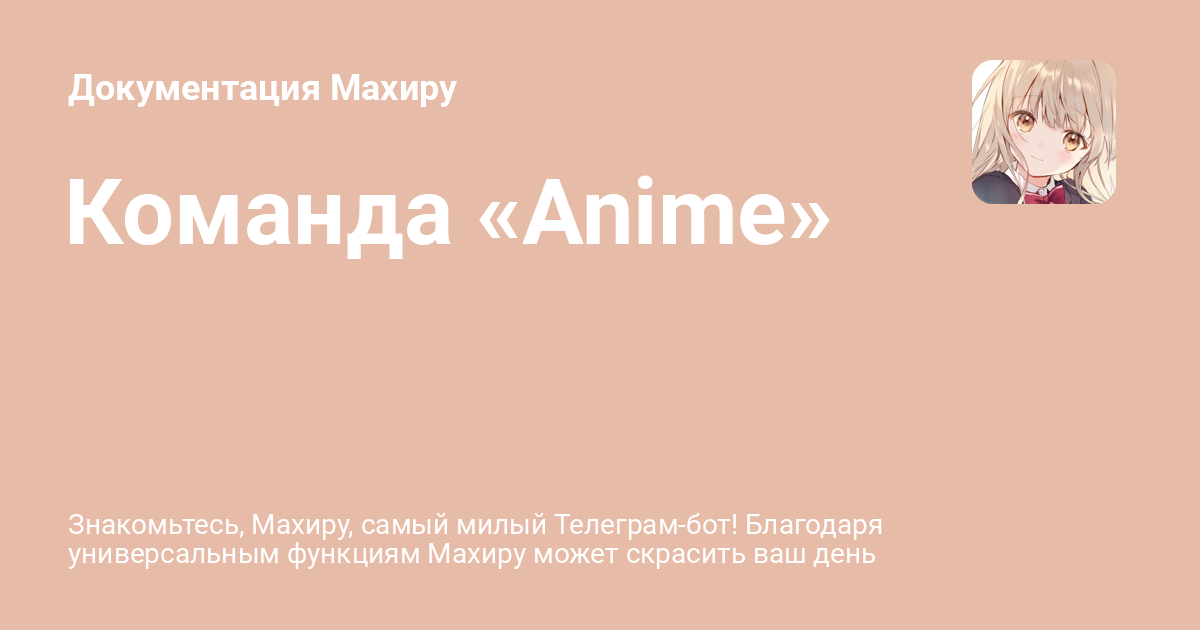 Документация Махиру
Команда «Anime»
Знакомьтесь, Махиру, самый милый Телеграм-бот! Благодаря
универсальным функциям Махиру может скрасить ваш день